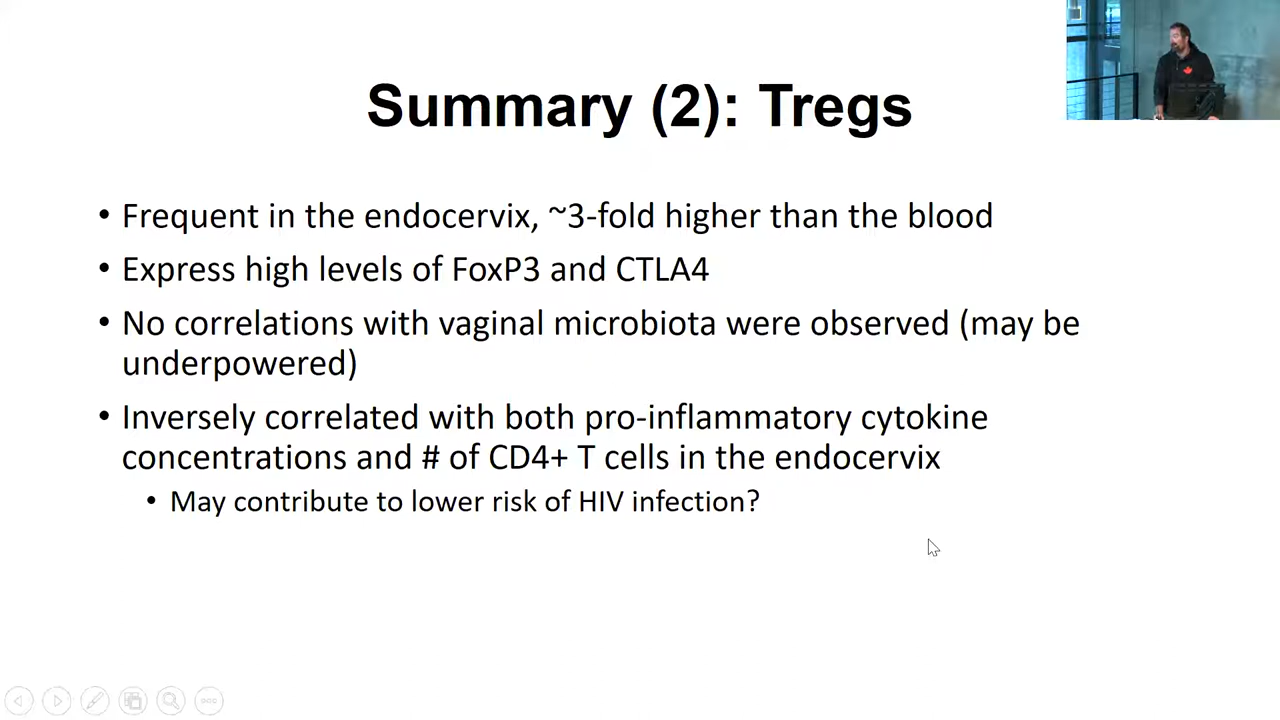 Summary (2): Tregs
• Frequent in the endocervix, ~3-fold higher than the blood
• Express high levels of FoxP3 and CTLA4
• No correlations with vaginal microbiota were observed (may be
underpowered)
• Inversely correlated with both pro-inflammatory cytokine
concentrations and # of CD4+ T cells in the endocervix
• May contribute to lower risk of HIV infection?